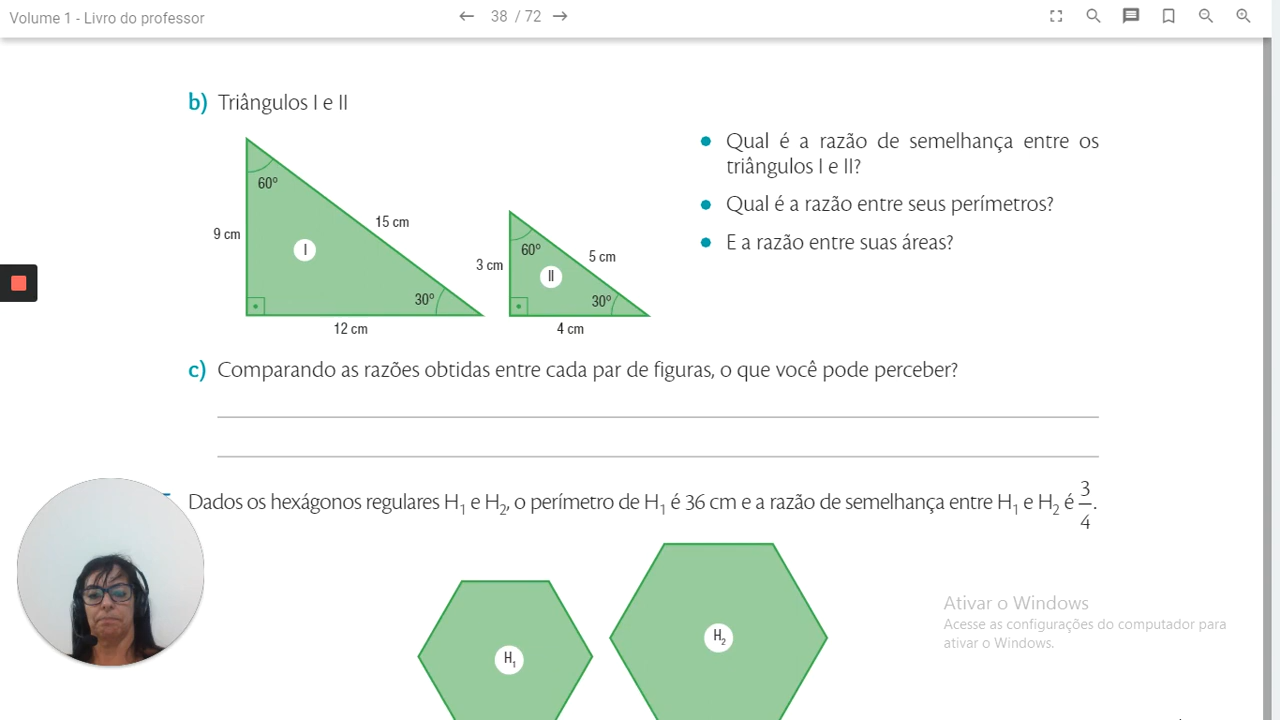 Volume 1 - Livro do professor
38 / 72
b) Triângulos I e II
60º
15 cm
9 cm
I
30º
12 cm
60º
5 cm
3 cm
II
30º
4 cm
Qual é a razão de semelhança entre os
triângulos I e II?
Qual é a razão entre seus perímetros?
E a razão entre suas áreas?
c) Comparando as razões obtidas entre cada par de figuras, o que você pode perceber?
Dados os hexágonos regulares H₁ e H₂, o perímetro de H₁ é 36 cm e a razão de semelhança entre H₁ e H₂ é 3/4.
H₁
H₂
Ativar o Windows
Acesse as configurações do computador para
ativar o Windows.